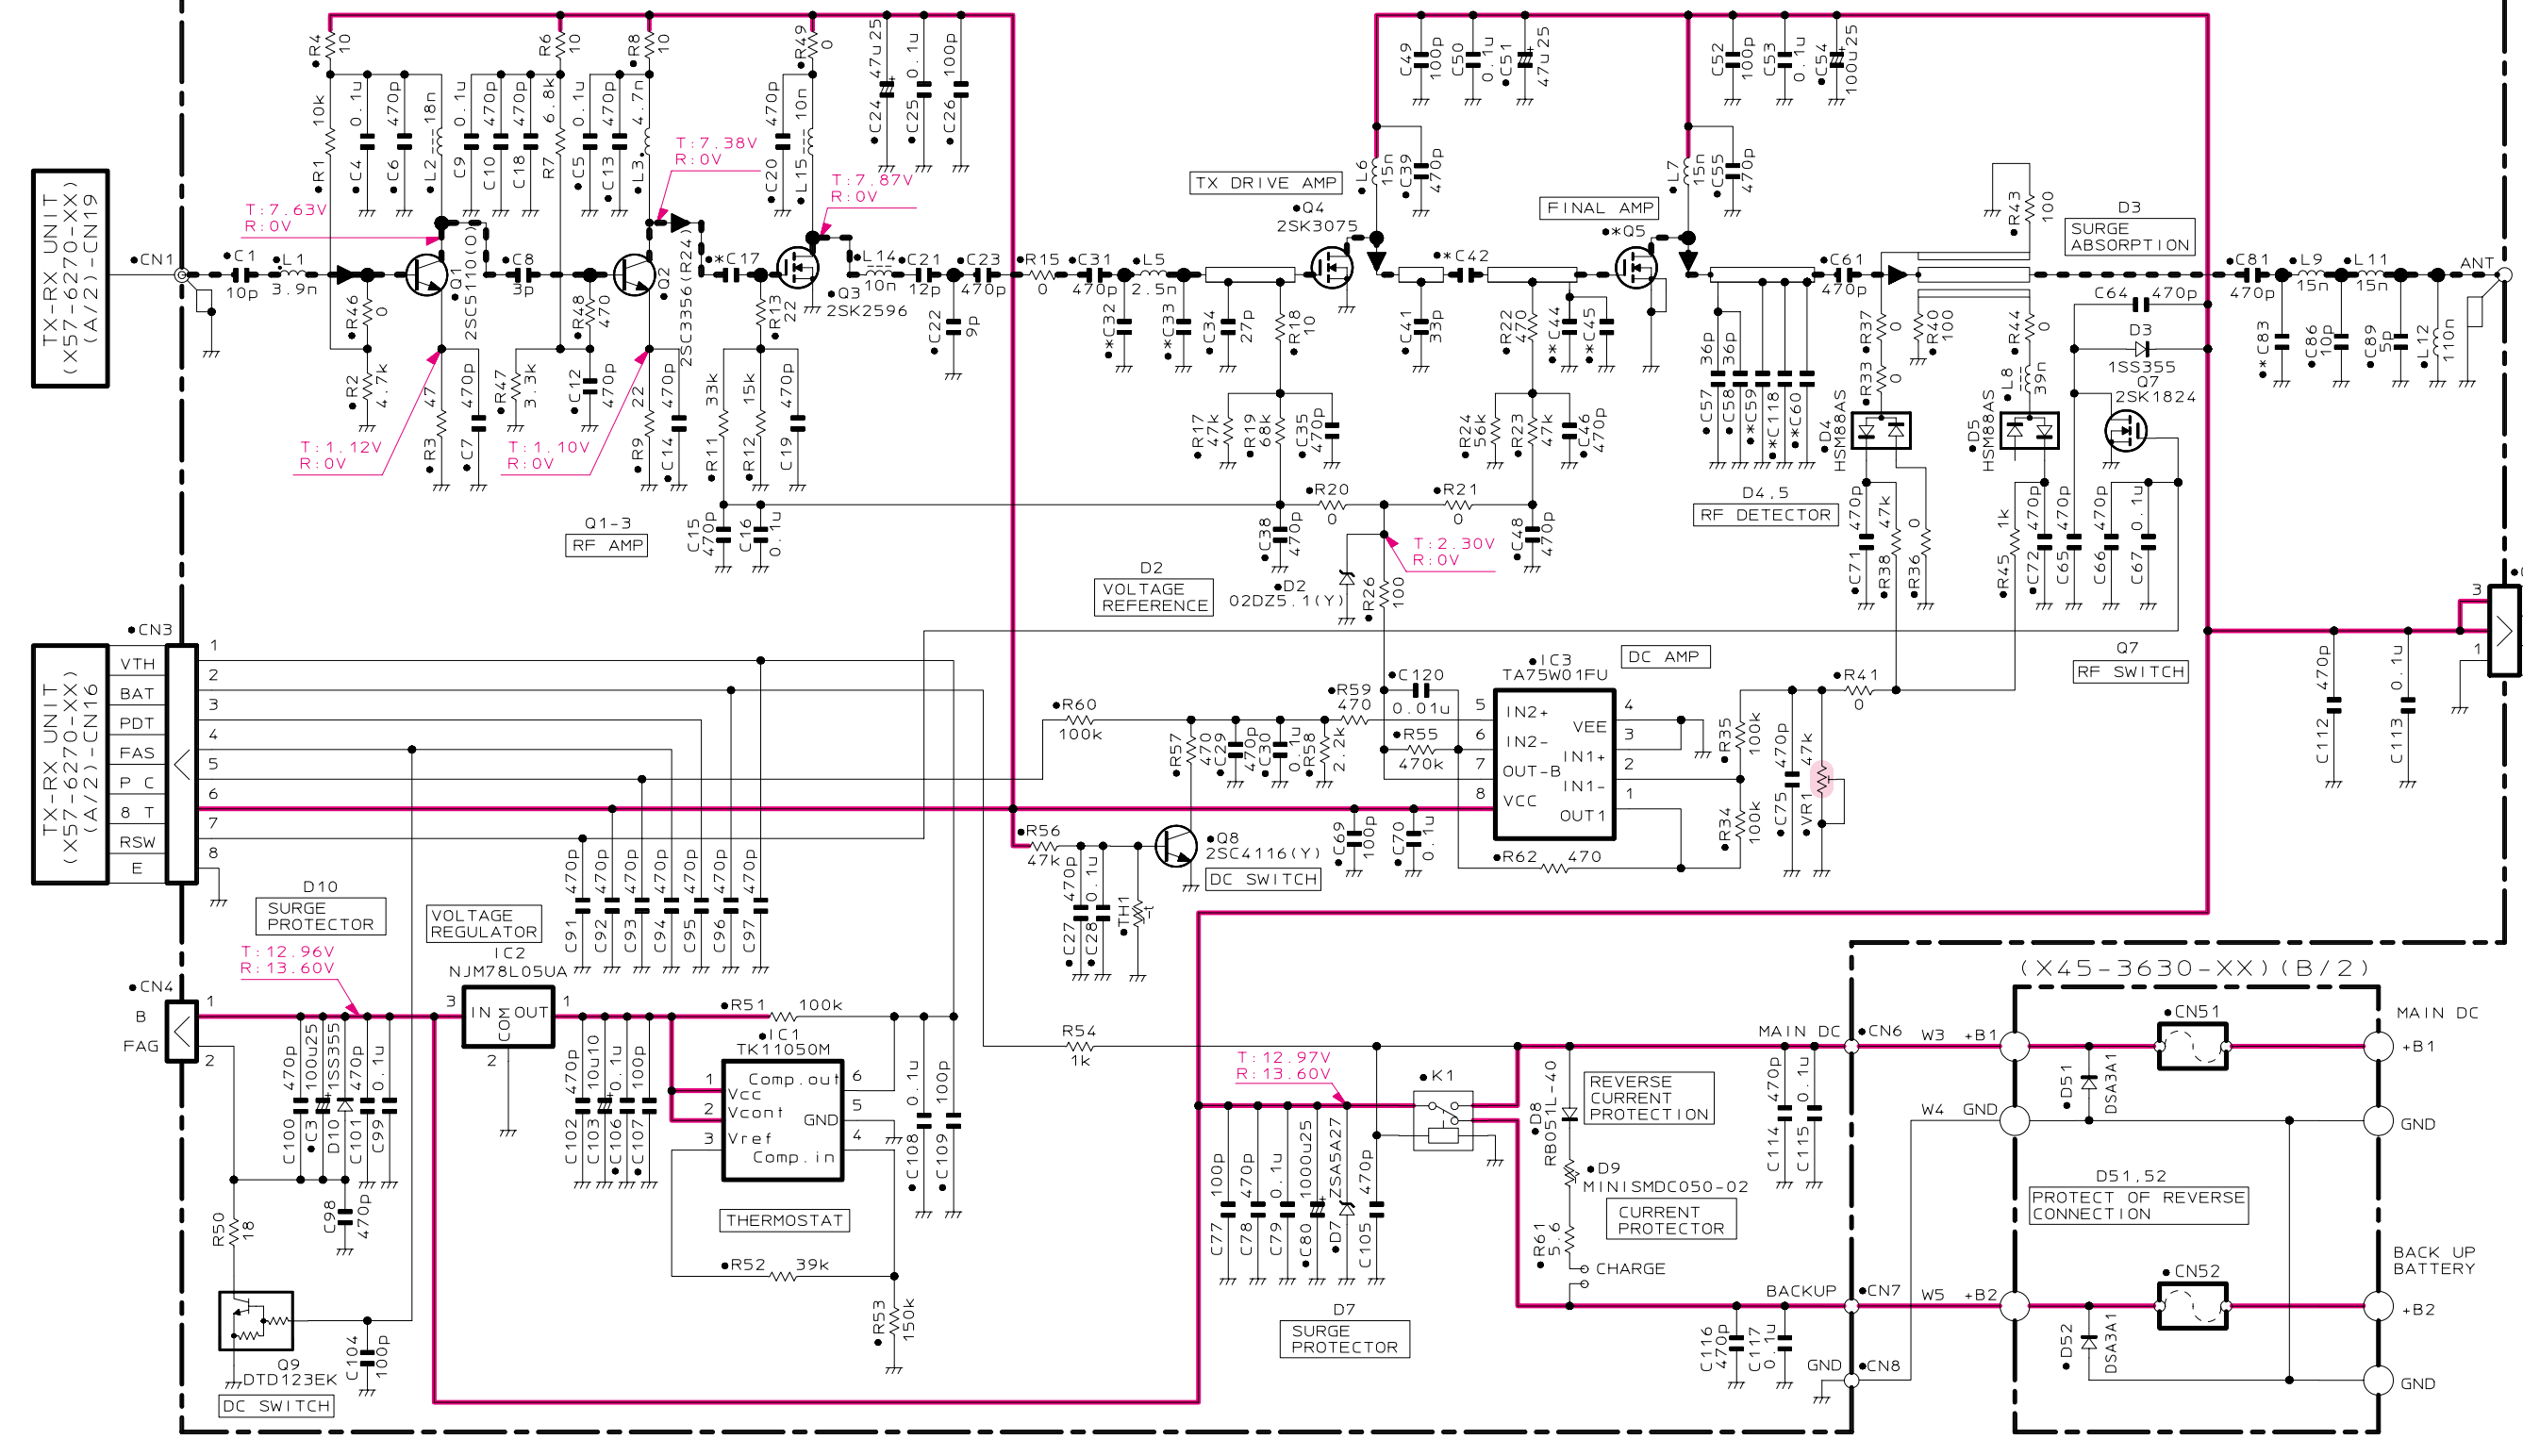 TX-RX UNIT
(X57-6270-XX)
(A/2)-CN19
CN1
C1
10p
L1
3.9n
R4
10
R1
10k
C4
0.1u
C6
470p
L2
18n
T:7.63V
R:0V
R46
0
R2
4.7k
Q1
2SC5110(O)
R3
47
C7
470p
T:1.12V
R:0V
C9
0.1u
C10
470p
C18
470p
R6
10
R7
6.8k
C8
3p
R48
470
R47
3.3k
C12
470p
C5
0.1u
C13
470p
R8
10
L3
4.7n
Q2
2SC3356(R24)
T:7.38V
R:0V
R9
22
C14
470p
T:1.10V
R:0V
*C17
R13
22
R11
33k
R12
15k
C19
470p
C15
470p
C16
0.1u
Q1-3
RF AMP
R49
0
C20
470p
L15
10n
T:7.87V
R:0V
Q3
2SK2596
C24
47u25
C25
0.1u
C26
100p
L14
10n
C21
12p
C22
9p
C23
470p
R15
0
C31
470p
*C32
L5
2.5n
*C33
C34
27p
R18
10
R17
47k
R19
68k
C35
470p
C38
470p
TX DRIVE AMP
Q4
2SK3075
L6
15n
C39
470p
C49
100p
C50
0.1u
C51
47u25
C41
33p
*C42
R22
470
*C44
*C45
R24
56k
R23
47k
C46
470p
R20
0
R21
0
C48
470p
T:2.30V
R:0V
D2
VOLTAGE
REFERENCE
D2
02DZ5.1(Y)
R26
100
FINAL AMP
*Q5
L7
15n
C55
470p
C52
100p
C53
0.1u
C54
100u25
C57
36p
C58
36p
*C59
*C118
*C60
C61
470p
D4,5
RF DETECTOR
R43
100
R37
0
R33
0
R40
100
R44
0
L8
39n
D4
HSM88AS
D5
HSM88AS
C71
470p
R38
47k
R36
0
R45
1k
C72
470p
C65
470p
C66
470p
C67
0.1u
D3
SURGE
ABSORPTION
C64
470p
D3
1SS355
Q7
2SK1824
C81
470p
*C83
L9
15n
C86
10p
L11
15n
C89
5p
L12
110n
ANT
Q7
RF SWITCH
C112
470p
C113
0.1u
3
1
TX-RX UNIT
(X57-6270-XX)
(A/2)-CN16
CN3
VTH
BAT
PDT
FAS
P C
8 T
RSW
E
1
2
3
4
5
6
7
8
C91
470p
C92
470p
C93
470p
C94
470p
C95
470p
C96
470p
C97
470p
R60
100k
R57
470
C29
470p
C30
0.1u
R58
2.2k
R59
470
C120
0.01u
R55
470k
IC3
TA75W01FU
DC AMP
5
6
7
8
IN2+
IN2-
OUT-B
VCC
VEE
IN1+
IN1-
OUT1
4
3
2
1
R35
100k
R34
100k
C75
470p
VR1
47k
R41
0
R62
470
C69
100p
C70
0.1u
R56
47k
C27
470p
C28
0.1u
TH1
-t
Q8
2SC4116(Y)
DC SWITCH
D10
SURGE
PROTECTOR
T:12.96V
R:13.60V
CN4
B
FAG
1
2
C100
470p
C3
100u25
D10
1SS355
C101
470p
C99
0.1u
C98
470p
R50
18
Q9
DTD123EK
DC SWITCH
C104
100p
VOLTAGE
REGULATOR
IC2
NJM78L05UA
3
IN
COM
OUT
1
2
C102
470p
C103
10u10
C106
0.1u
C107
100p
R51
100k
IC1
TK11050M
1
2
3
Vcc
Vcont
Vref
Comp.out
GND
Comp.in
6
5
4
THERMOSTAT
R52
39k
R53
150k
C108
0.1u
C109
100p
R54
1k
T:12.97V
R:13.60V
K1
C77
100p
C78
470p
C79
0.1u
C80
1000u25
D7
ZSA5A27
C105
470p
D7
SURGE
PROTECTOR
D8
RB051L-40
REVERSE
CURRENT
PROTECTION
D9
MINISMDC050-02
CURRENT
PROTECTOR
R61
5.6
CHARGE
C114
470p
C115
0.1u
C116
470p
C117
0.1u
MAIN DC
CN6
BACKUP
CN7
GND
CN8
W3
+B1
W4
GND
W5
+B2
(X45-3630-XX)(B/2)
CN51
D51
DSA3A1
D51,52
PROTECT OF REVERSE
CONNECTION
CN52
D52
DSA3A1
MAIN DC
+B1
GND
BACK UP
BATTERY
+B2
GND